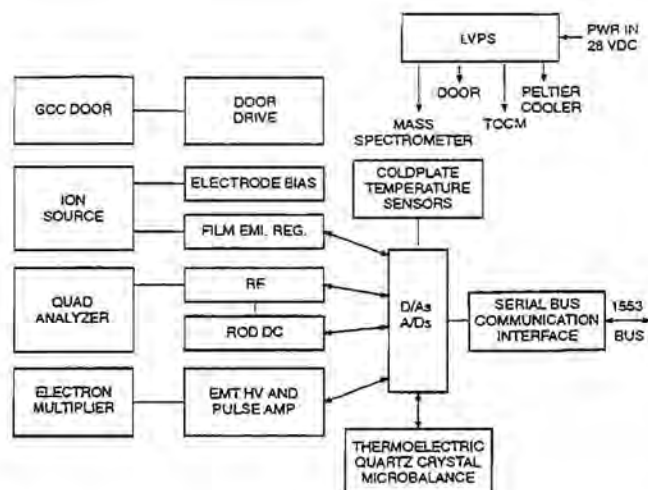 LVPS
PWR IN
28 VDC
DOOR
PELTIER
COOLER
MASS
SPECTROMETER
TQCM
GCC DOOR
DOOR
DRIVE
COLDPLATE
TEMPERATURE
SENSORS
ION
SOURCE
ELECTRODE BIAS
FILM EMI. REG.
QUAD
ANALYZER
RF
ROD DC
D/As
A/Ds
SERIAL BUS
COMMUNICATION
INTERFACE
1553
BUS
ELECTRON
MULTIPLIER
EMT HV AND
PULSE AMP
THERMOELECTRIC
QUARTZ CRYSTAL
MICROBALANCE